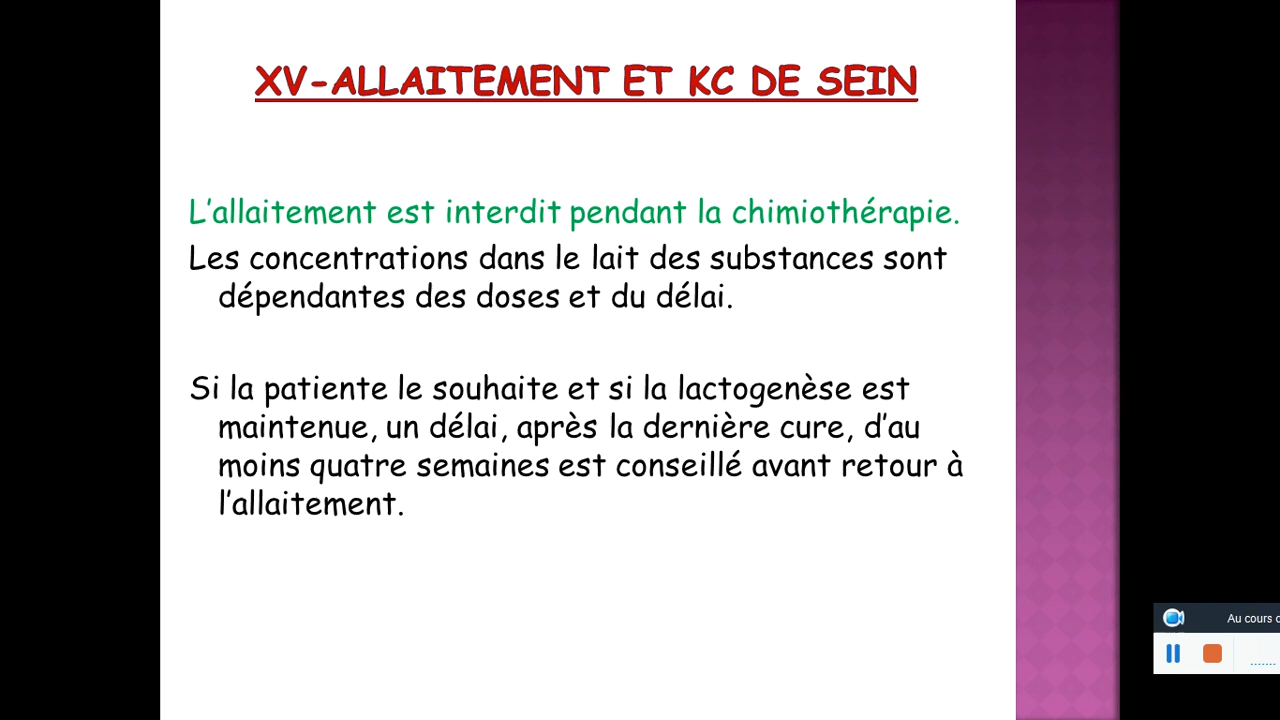 XV-ALLAITEMENT ET KC DE SEIN
L’allaitement est interdit pendant la chimiothérapie.
Les concentrations dans le lait des substances sont
dépendantes des doses et du délai.
Si la patiente le souhaite et si la lactogenèse est
maintenue, un délai, après la dernière cure, d’au
moins quatre semaines est conseillé avant retour à
l’allaitement.
Au cours